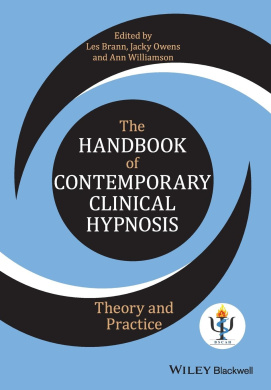 Edited by
Les Brann, Jacky Owens
and Ann Williamson
The
HANDBOOK
of
CONTEMPORARY
CLINICAL
HYPNOSIS
Theory and
Practice
BSCAH
WILEY Blackwell